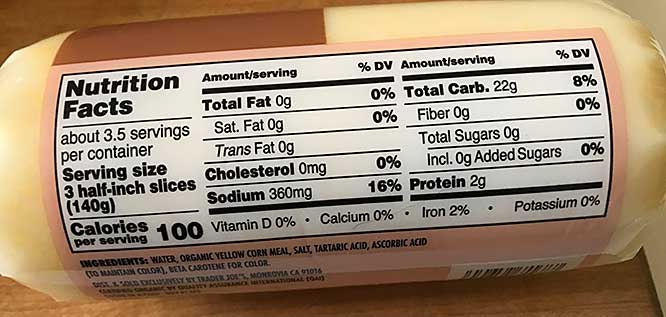 Nutrition
Facts
about 3.5 servings
per container
Serving size
3 half-inch slices
(140g)
Calories
per serving 100
Amount/serving % DV
Total Fat 0g 0%
Sat. Fat 0g 0%
Trans Fat 0g
Cholesterol 0mg 0%
Sodium 360mg 16%
Amount/serving % DV
Total Carb. 22g 8%
Fiber 0g 0%
Total Sugars 0g
Incl. 0g Added Sugars 0%
Protein 2g
Vitamin D 0% • Calcium 0% • Iron 2% • Potassium 0%
INGREDIENTS: WATER, ORGANIC YELLOW CORN MEAL, SALT, TARTARIC ACID, ASCORBIC ACID
(TO MAINTAIN COLOR), BETA CAROTENE FOR COLOR.
DIST. & SOLD EXCLUSIVELY BY TRADER JOE'S, MONROVIA CA 91016
CERTIFIED ORGANIC BY QUALITY ASSURANCE INTERNATIONAL (QAI)